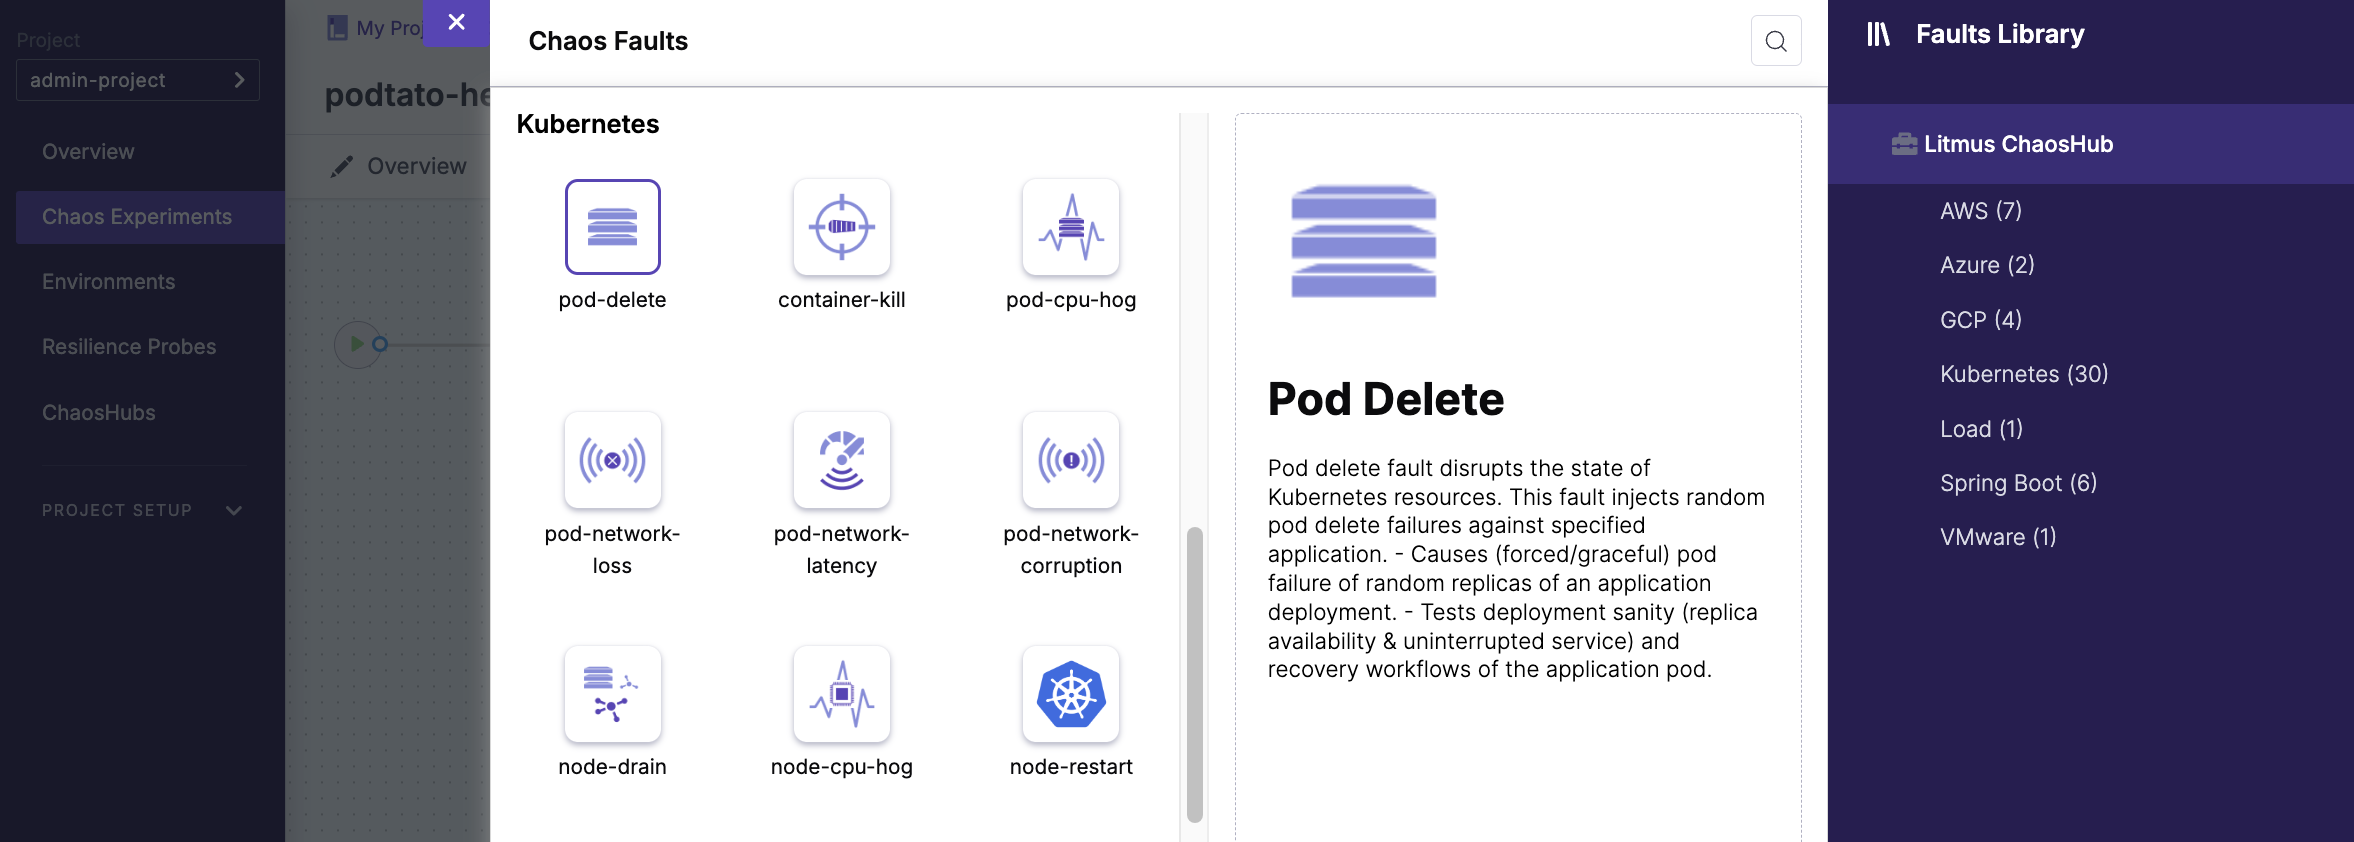 Project
admin-project
Overview
Chaos Experiments
Environments
Resilience Probes
ChaosHubs
PROJECT SETUP
My Proj
podtato-he
Overview
Chaos Faults
Kubernetes
pod-delete
container-kill
pod-cpu-hog
pod-network-
loss
pod-network-
latency
pod-network-
corruption
node-drain
node-cpu-hog
node-restart
Pod Delete
Pod delete fault disrupts the state of
Kubernetes resources. This fault injects random
pod delete failures against specified
application. - Causes (forced/graceful) pod
failure of random replicas of an application
deployment. - Tests deployment sanity (replica
availability & uninterrupted service) and
recovery workflows of the application pod.
Faults Library
Litmus ChaosHub
AWS (7)
Azure (2)
GCP (4)
Kubernetes (30)
Load (1)
Spring Boot (6)
VMware (1)